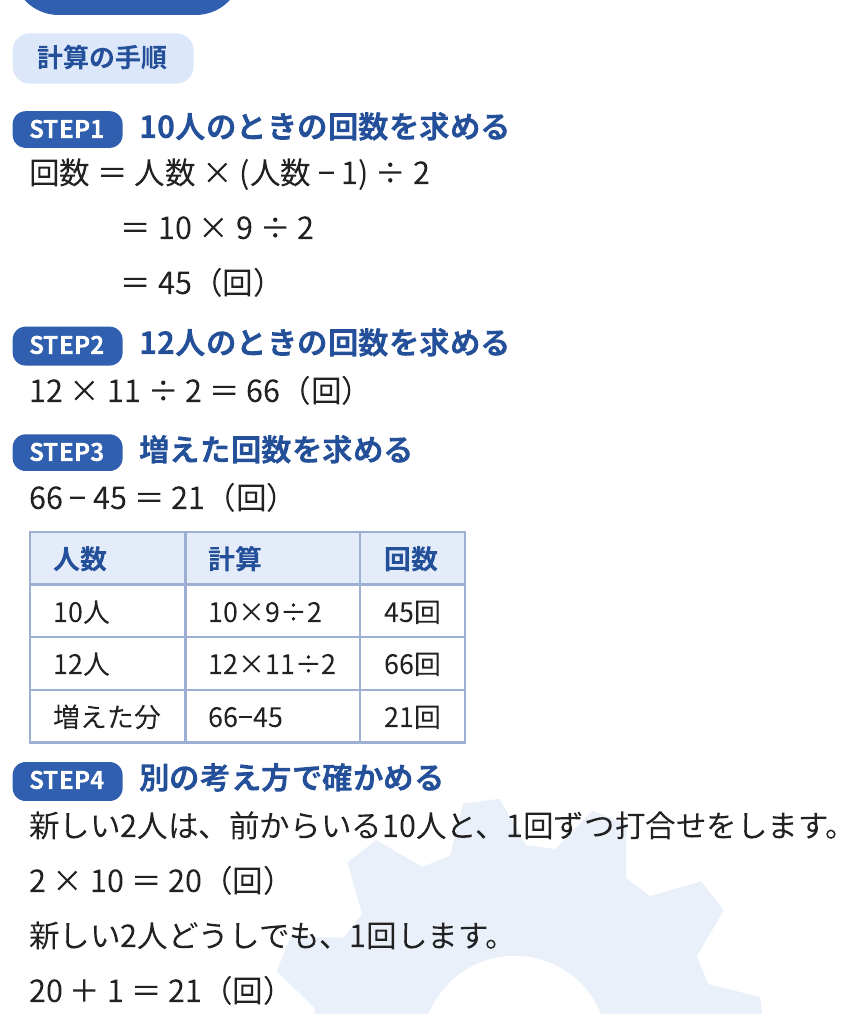 計算の手順
STEP1 10人のときの回数を求める
回数 ＝ 人数 × (人数 − 1) ÷ 2
＝ 10 × 9 ÷ 2
＝ 45（回）
STEP2 12人のときの回数を求める
12 × 11 ÷ 2 ＝ 66（回）
STEP3 増えた回数を求める
66 − 45 ＝ 21（回）
人数 計算 回数
10人 10×9÷2 45回
12人 12×11÷2 66回
増えた分 66−45 21回
STEP4 別の考え方で確かめる
新しい2人は、前からいる10人と、1回ずつ打合せをします。
2 × 10 ＝ 20（回）
新しい2人どうしでも、1回します。
20 ＋ 1 ＝ 21（回）